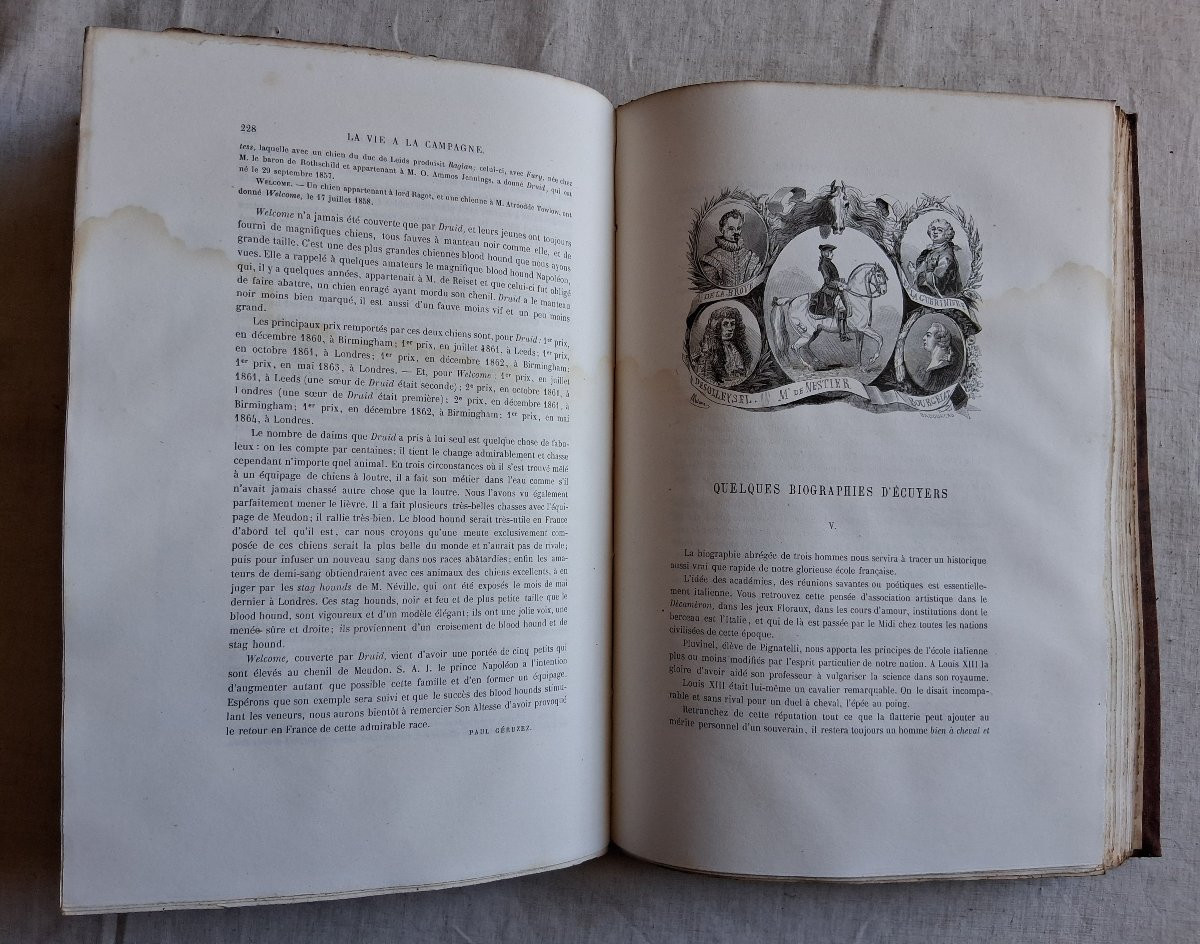 228
LA VIE A LA CAMPAGNE.
tess, laquelle avec un chien du duc de Leids produisit Raglan; celui-ci, avec Fury, née chez
M. le baron de Rothschild et appartenant à M. O. Ammos Jennings, a donné Druid, qui est
né le 29 septembre 1857.
WELCOME. — Un chien appartenant à lord Bagot, et une chienne à M. Atroodde Towlow, ont
donné Welcome, le 17 juillet 1858.
Welcome n'a jamais été couverte que par Druid, et leurs jeunes ont toujours
fourni de magnifiques chiens, tous fauves à manteau noir comme elle, et de
grande taille. C'est une des plus grandes chiennes blood hound que nous ayons
vues. Elle a rappelé à quelques amateurs le magnifique blood hound Napoléon,
qui, il y a quelques années, appartenait à M. de Reiset et que celui-ci fut obligé
de faire abattre, un chien enragé ayant mordu son chenil. Druid a le manteau
noir moins bien marqué, il est aussi d'un fauve moins vif et un peu moins
grand.
Les principaux prix remportés par ces deux chiens sont, pour Druid : 1er prix,
en décembre 1860, à Birmingham; 1er prix, en juillet 1861, à Leeds; 1er prix,
en octobre 1861, à Londres; 1er prix, en décembre 1862, à Birmingham;
1er prix, en mai 1863, à Londres. — Et, pour Welcome : 1er prix, en juillet
1861, à Leeds (une sœur de Druid était seconde); 2e prix, en octobre 1861, à
Londres (une sœur de Druid était première); 2e prix, en décembre 1861, à
Birmingham; 1er prix, en décembre 1862, à Birmingham; 1er prix, en mai
1864, à Londres.
Le nombre de daims que Druid a pris à lui seul est quelque chose de fabu-
leux : on les compte par centaines; il tient le change admirablement et chasse
cependant n'importe quel animal. En trois circonstances où il s'est trouvé mêlé
à un équipage de chiens à loutre, il a fait son métier dans l'eau comme s'il
n'avait jamais chassé autre chose que la loutre. Nous l'avons vu également
parfaitement mener le lièvre. Il a fait plusieurs très-belles chasses avec l'équi-
page de Meudon; il rallie très-bien. Le blood hound serait très-utile en France
d'abord tel qu'il est, car nous croyons qu'une meute exclusivement com-
posée de ces chiens serait la plus belle du monde et n'aurait pas de rivale;
puis pour infuser un nouveau sang dans nos races abâtardies; enfin les ama-
teurs de demi-sang obtiendraient avec ces animaux des chiens excellents, à en
juger par les stag hounds de M. Néville, qui ont été exposés le mois de mai
dernier à Londres. Ces stag hounds, noir et feu et de plus petite taille que le
blood hound, sont vigoureux et d'un modèle élégant; ils ont une jolie voix, une
menée sûre et droite; ils proviennent d'un croisement de blood hound et de
stag hound.
Welcome, couverte par Druid, vient d'avoir une portée de cinq petits qui
sont élevés au chenil de Meudon. S. A. I. le prince Napoléon a l'intention
d'augmenter autant que possible cette famille et d'en former un équipage.
Espérons que son exemple sera suivi et que le succès des blood hounds stimu-
lant les veneurs, nous aurons bientôt à remercier Son Altesse d'avoir provoqué
le retour en France de cette admirable race.
PAUL GÉRUZEZ.
DE LA BROUE
LA GUÉRINIÈRE
DE SOLLEYSEL
Mr DE NESTIER
BOURGELAT
QUELQUES BIOGRAPHIES D'ÉCUYERS
V.
La biographie abrégée de trois hommes nous servira à tracer un historique
aussi vrai que rapide de notre glorieuse école française.
L'idée des académies, des réunions savantes ou poétiques est essentielle-
ment italienne. Vous retrouvez cette pensée d'association artistique dans le
Décaméron, dans les jeux Floraux, dans les cours d'amour, institutions dont le
berceau est l'Italie, et qui de là est passée par le Midi chez toutes les nations
civilisées de cette époque.
Pluvinel, élève de Pignatelli, nous apporta les principes de l'école italienne
plus ou moins modifiés par l'esprit particulier de notre nation. A Louis XIII la
gloire d'avoir aidé son professeur à vulgariser la science dans son royaume.
Louis XIII était lui-même un cavalier remarquable. On le disait incompa-
rable et sans rival pour un duel à cheval, l'épée au poing.
Retranchez de cette réputation tout ce que la flatterie peut ajouter au
mérite personnel d'un souverain, il restera toujours un homme bien à cheval et